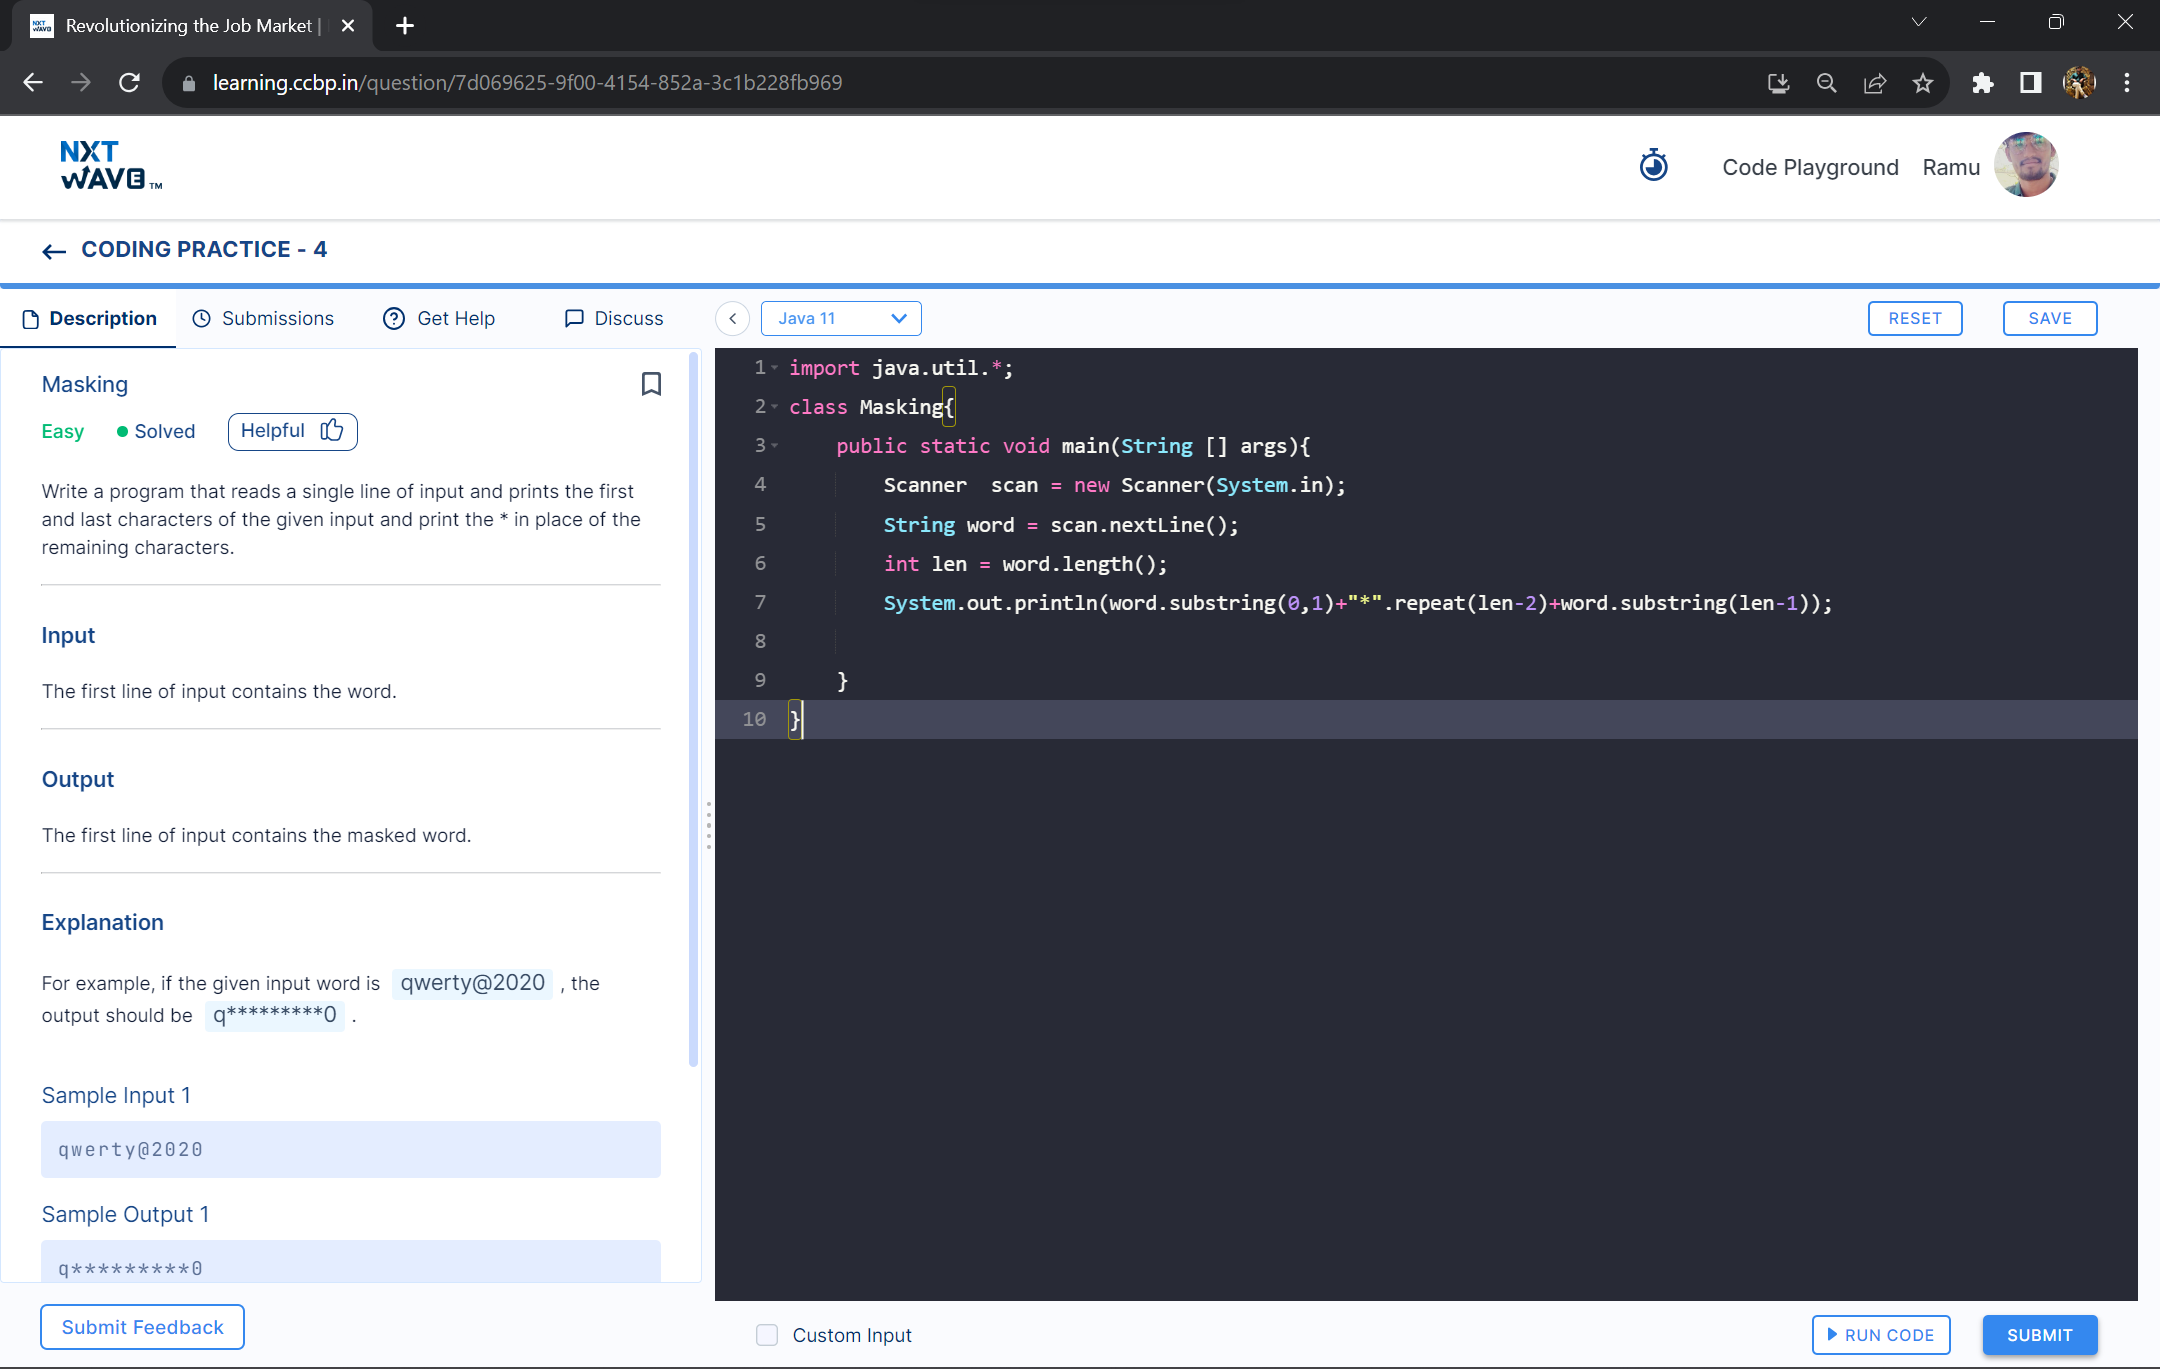 Revolutionizing the Job Market |
learning.ccbp.in/question/7d069625-9f00-4154-852a-3c1b228fb969
NXT
WAVE TM
Code Playground Ramu
CODING PRACTICE - 4
Description Submissions Get Help Discuss
Java 11 RESET SAVE
Masking
Easy Solved Helpful
Write a program that reads a single line of input and prints the first
and last characters of the given input and print the * in place of the
remaining characters.
Input
The first line of input contains the word.
Output
The first line of input contains the masked word.
Explanation
For example, if the given input word is qwerty@2020 , the
output should be q*********0 .
Sample Input 1
qwerty@2020
Sample Output 1
q*********0
Submit Feedback
1 import java.util.*;
2 class Masking{
3 public static void main(String [] args){
4 Scanner  scan = new Scanner(System.in);
5 String word = scan.nextLine();
6 int len = word.length();
7 System.out.println(word.substring(0,1)+"*".repeat(len-2)+word.substring(len-1));
8
9 }
10 }
Custom Input RUN CODE SUBMIT